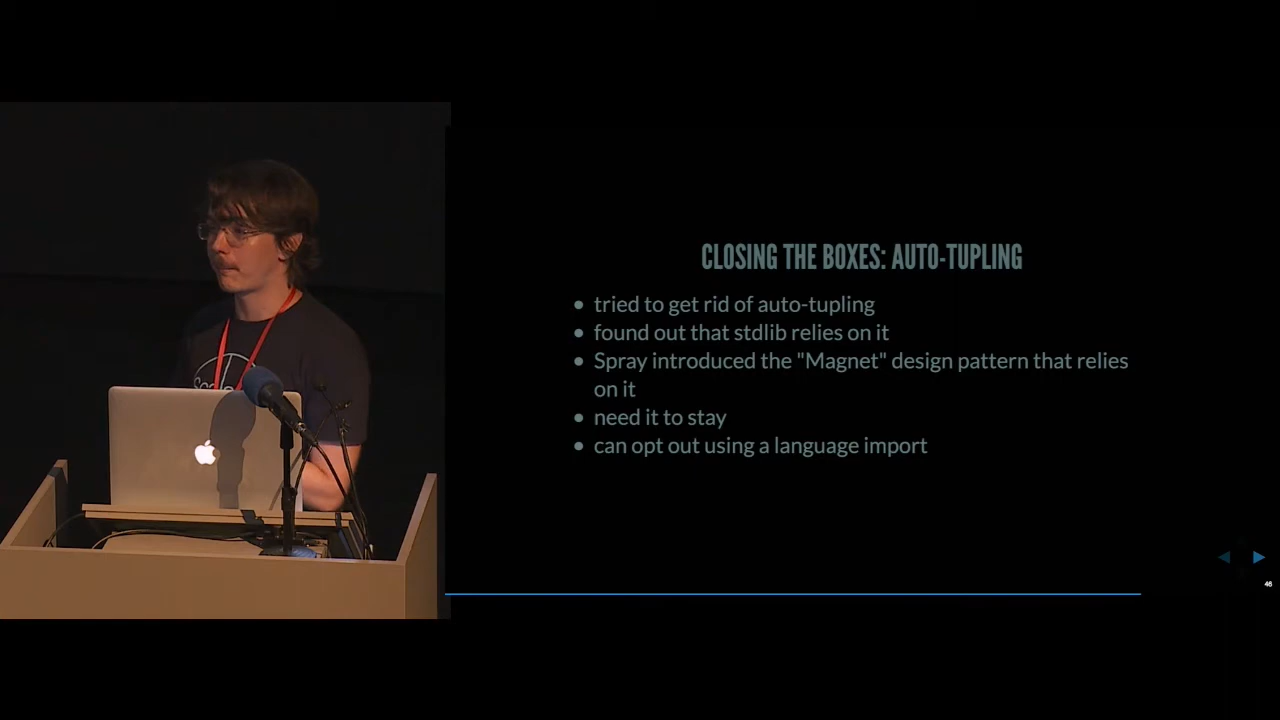 CLOSING THE BOXES: AUTO-TUPLING
tried to get rid of auto-tupling
found out that stdlib relies on it
Spray introduced the "Magnet" design pattern that relies
on it
need it to stay
can opt out using a language import
46